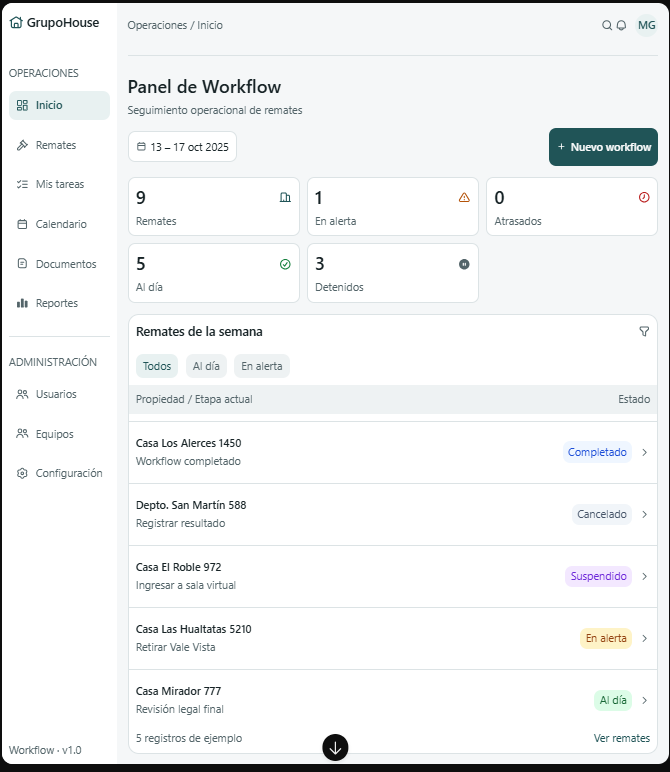 GrupoHouse
OPERACIONES
Inicio
Remates
Mis tareas
Calendario
Documentos
Reportes
ADMINISTRACIÓN
Usuarios
Equipos
Configuración
Workflow · v1.0
Operaciones / Inicio
MG
Panel de Workflow
Seguimiento operacional de remates
13 – 17 oct 2025
+ Nuevo workflow
9
Remates
1
En alerta
0
Atrasados
5
Al día
3
Detenidos
Remates de la semana
Todos Al día En alerta
Propiedad / Etapa actual Estado
Casa Los Alerces 1450
Workflow completado
Completado
Depto. San Martín 588
Registrar resultado
Cancelado
Casa El Roble 972
Ingresar a sala virtual
Suspendido
Casa Las Hualtatas 5210
Retirar Vale Vista
En alerta
Casa Mirador 777
Revisión legal final
Al día
5 registros de ejemplo Ver remates